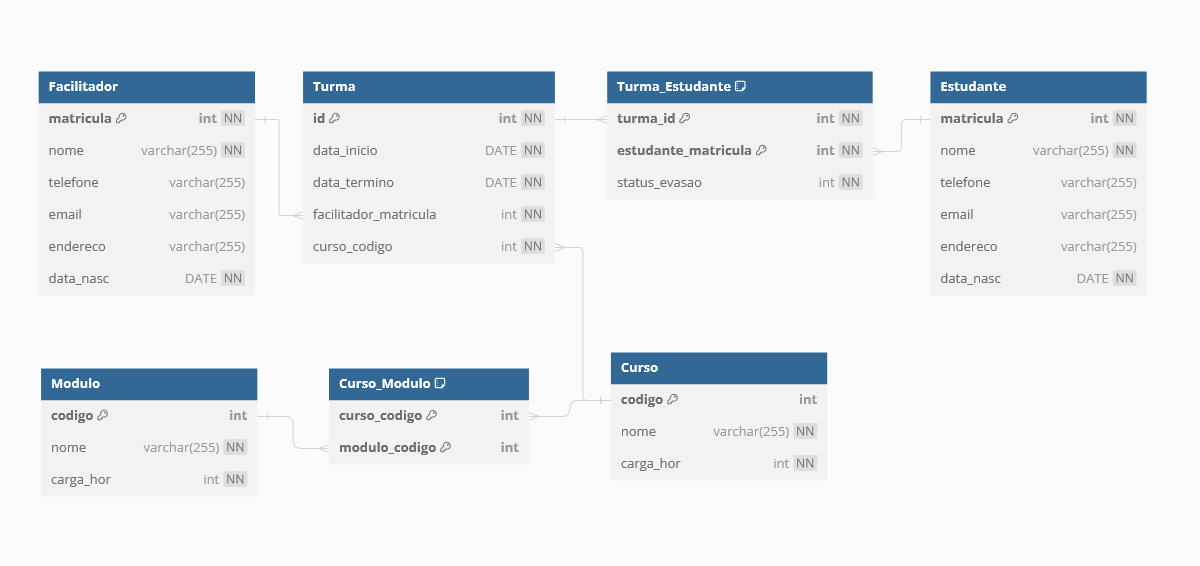 Facilitador
matricula int NN
nome varchar(255) NN
telefone varchar(255)
email varchar(255)
endereco varchar(255)
data_nasc DATE NN
Turma
id int NN
data_inicio DATE NN
data_termino DATE NN
facilitador_matricula int NN
curso_codigo int NN
Turma_Estudante
turma_id int NN
estudante_matricula int NN
status_evasao int NN
Estudante
matricula int NN
nome varchar(255) NN
telefone varchar(255)
email varchar(255)
endereco varchar(255)
data_nasc DATE NN
Modulo
codigo int
nome varchar(255) NN
carga_hor int NN
Curso_Modulo
curso_codigo int
modulo_codigo int
Curso
codigo int
nome varchar(255) NN
carga_hor int NN